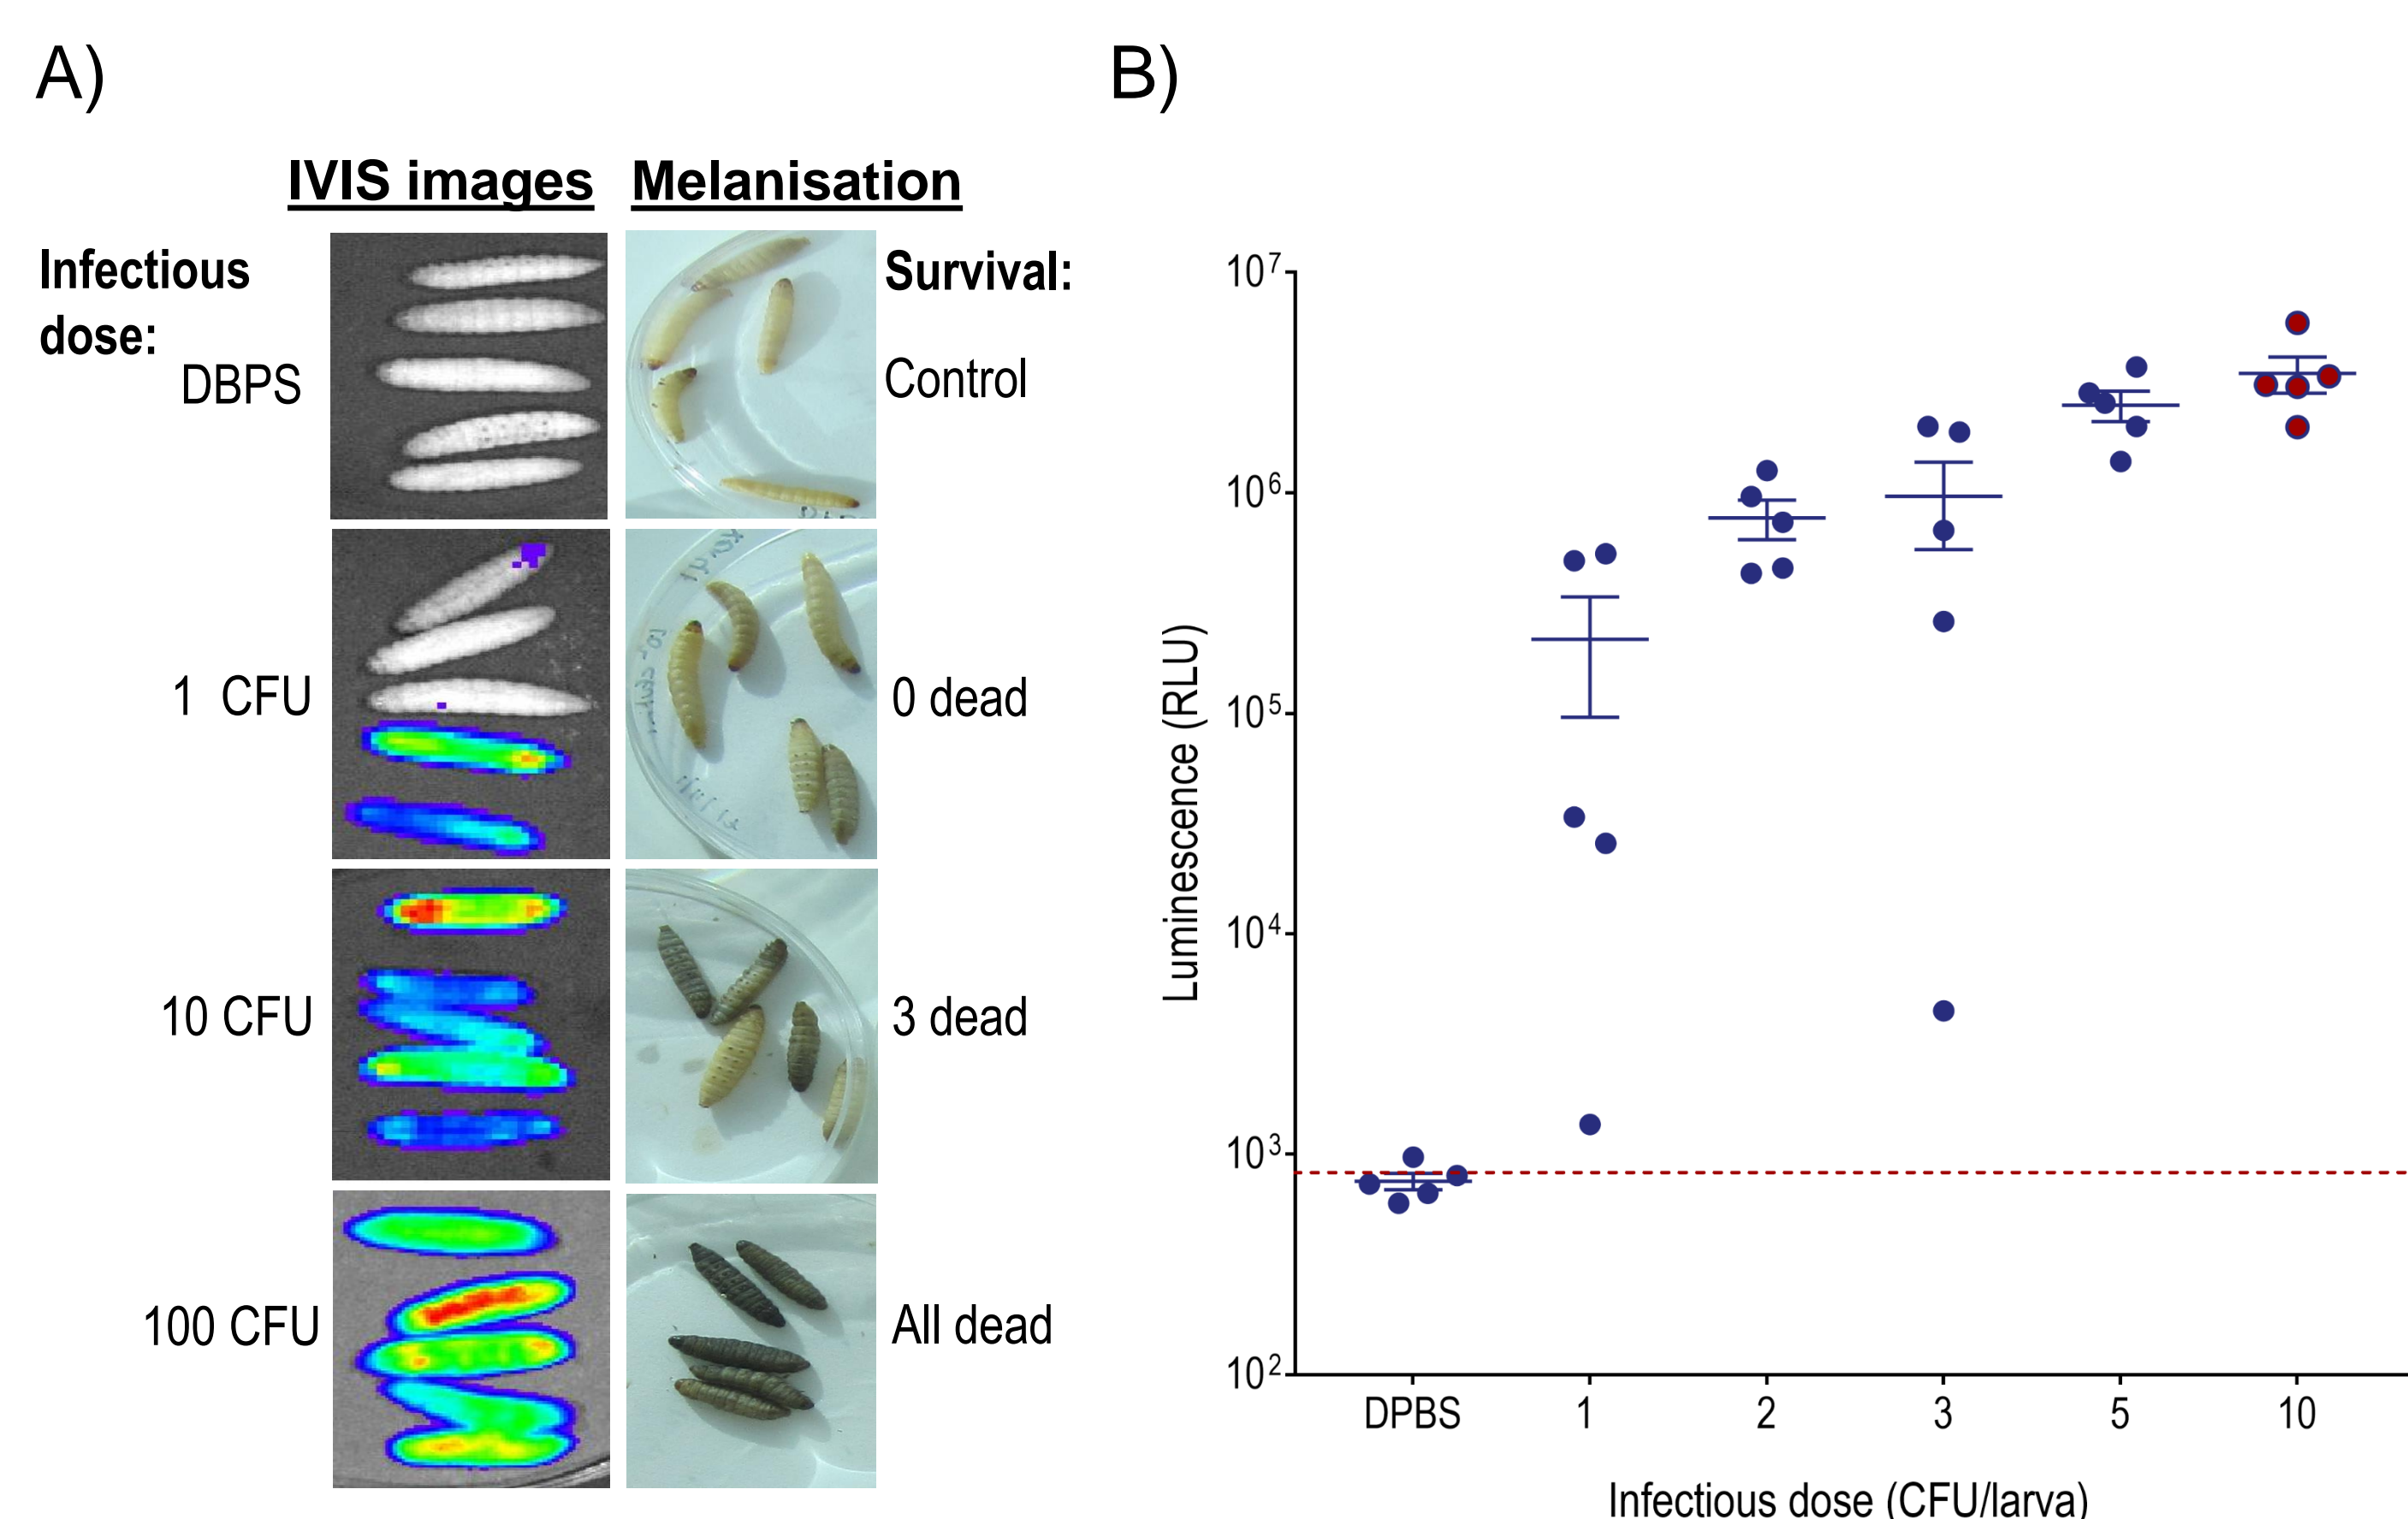 A)
IVIS images
Melanisation
Infectious
dose:
DBPS
Survival:
Control
1 CFU
0 dead
10 CFU
3 dead
100 CFU
All dead
B)
Luminescence (RLU)
10⁷
10⁶
10⁵
10⁴
10³
10²
DPBS
1
2
3
5
10
Infectious dose (CFU/larva)